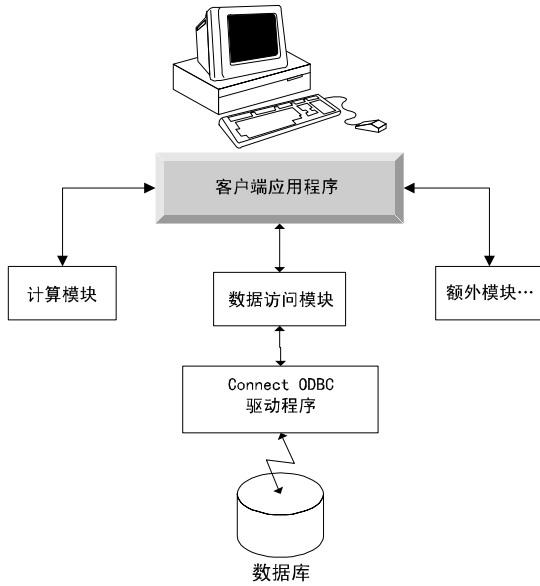 客户端应用程序
计算模块
数据访问模块
额外模块…
Connect ODBC
驱动程序
数据库